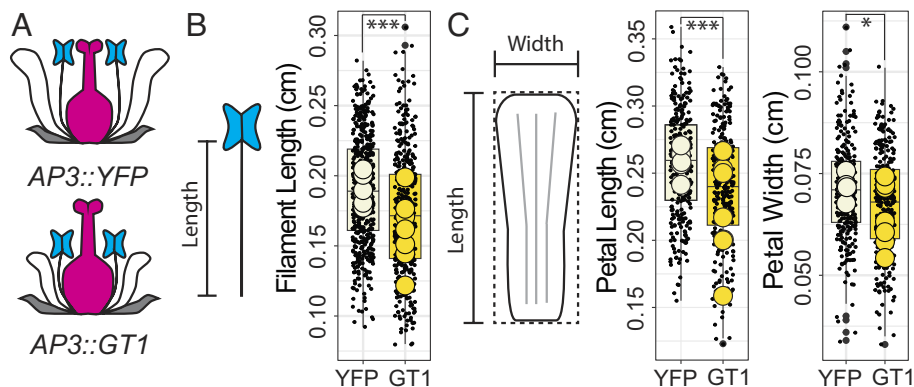 A
AP3::YFP
AP3::GT1
B
Length
Filament Length (cm)
0.30
0.25
0.20
0.15
0.10
***
YFP GT1
C
Width
Length
Petal Length (cm)
0.35
0.30
0.25
0.20
0.15
***
YFP GT1
Petal Width (cm)
0.100
0.075
0.050
*
YFP GT1